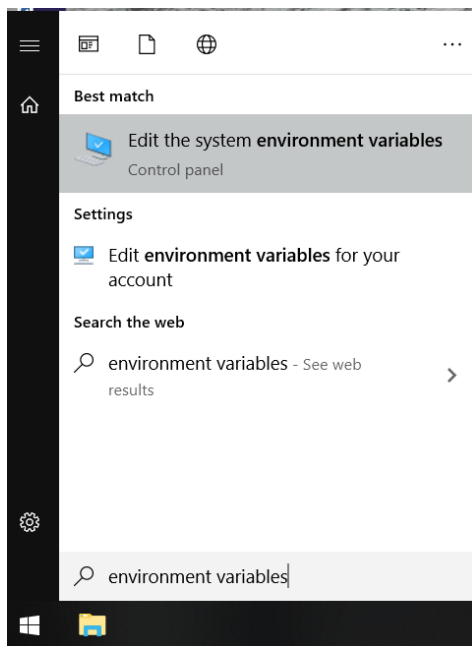 Best match
Edit the system environment variables
Control panel
Settings
Edit environment variables for your
account
Search the web
environment variables - See web
results
environment variables